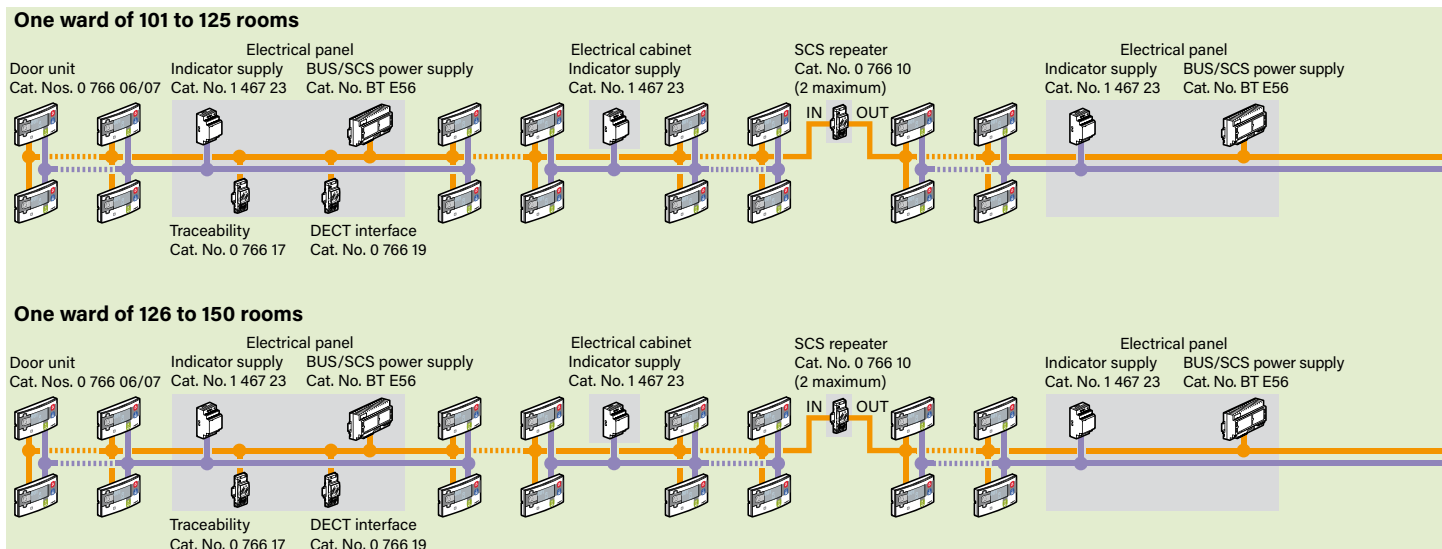 One ward of 101 to 125 rooms
Electrical panel
Electrical cabinet
SCS repeater
Electrical panel
Door unit
Indicator supply
BUS/SCS power supply
Indicator supply
Cat. No. 0 766 10
Indicator supply
BUS/SCS power supply
Cat. Nos. 0 766 06/07
Cat. No. 1 467 23
Cat. No. BT E56
Cat. No. 1 467 23
(2 maximum)
Cat. No. 1 467 23
Cat. No. BT E56
IN
OUT
Traceability
DECT interface
Cat. No. 0 766 17
Cat. No. 0 766 19
One ward of 126 to 150 rooms
Electrical panel
Electrical cabinet
SCS repeater
Electrical panel
Door unit
Indicator supply
BUS/SCS power supply
Indicator supply
Cat. No. 0 766 10
Indicator supply
BUS/SCS power supply
Cat. Nos. 0 766 06/07
Cat. No. 1 467 23
Cat. No. BT E56
Cat. No. 1 467 23
(2 maximum)
Cat. No. 1 467 23
Cat. No. BT E56
IN
OUT
Traceability
DECT interface
Cat. No. 0 766 17
Cat. No. 0 766 19